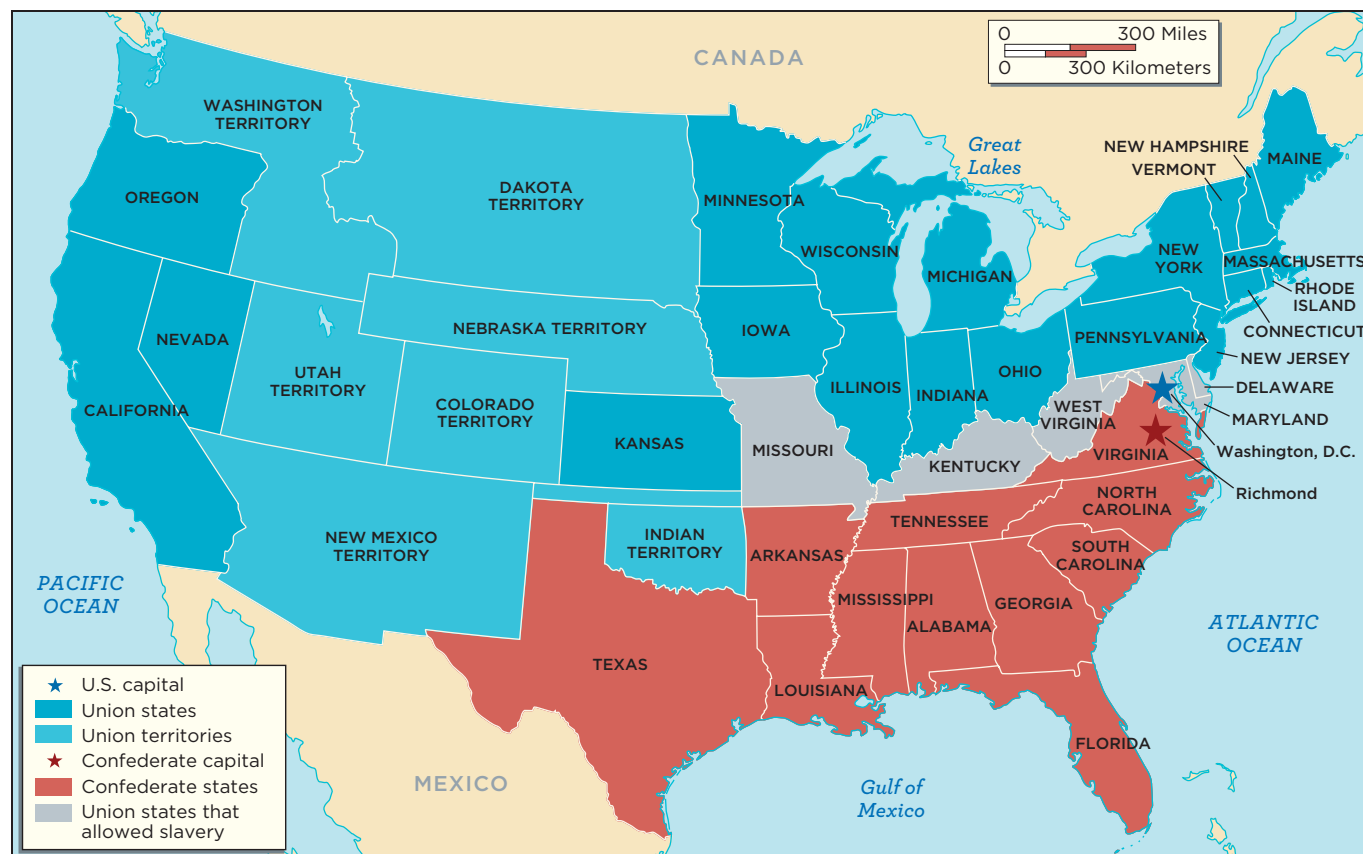 CANADA
0 300 Miles
0 300 Kilometers
WASHINGTON
TERRITORY
OREGON
DAKOTA
TERRITORY
MINNESOTA
Great
Lakes
NEW HAMPSHIRE
VERMONT
MAINE
WISCONSIN
MICHIGAN
NEW
YORK
MASSACHUSETTS
RHODE
ISLAND
CONNECTICUT
NEVADA
NEBRASKA TERRITORY
IOWA
PENNSYLVANIA
NEW JERSEY
UTAH
TERRITORY
CALIFORNIA
COLORADO
TERRITORY
KANSAS
MISSOURI
ILLINOIS
INDIANA
OHIO
WEST
VIRGINIA
DELAWARE
MARYLAND
Washington, D.C.
KENTUCKY
VIRGINIA
Richmond
NEW MEXICO
TERRITORY
INDIAN
TERRITORY
ARKANSAS
TENNESSEE
NORTH
CAROLINA
SOUTH
CAROLINA
PACIFIC
OCEAN
MISSISSIPPI
ALABAMA
GEORGIA
ATLANTIC
OCEAN
TEXAS
LOUISIANA
FLORIDA
MEXICO
Gulf of
Mexico
U.S. capital
Union states
Union territories
Confederate capital
Confederate states
Union states that
allowed slavery